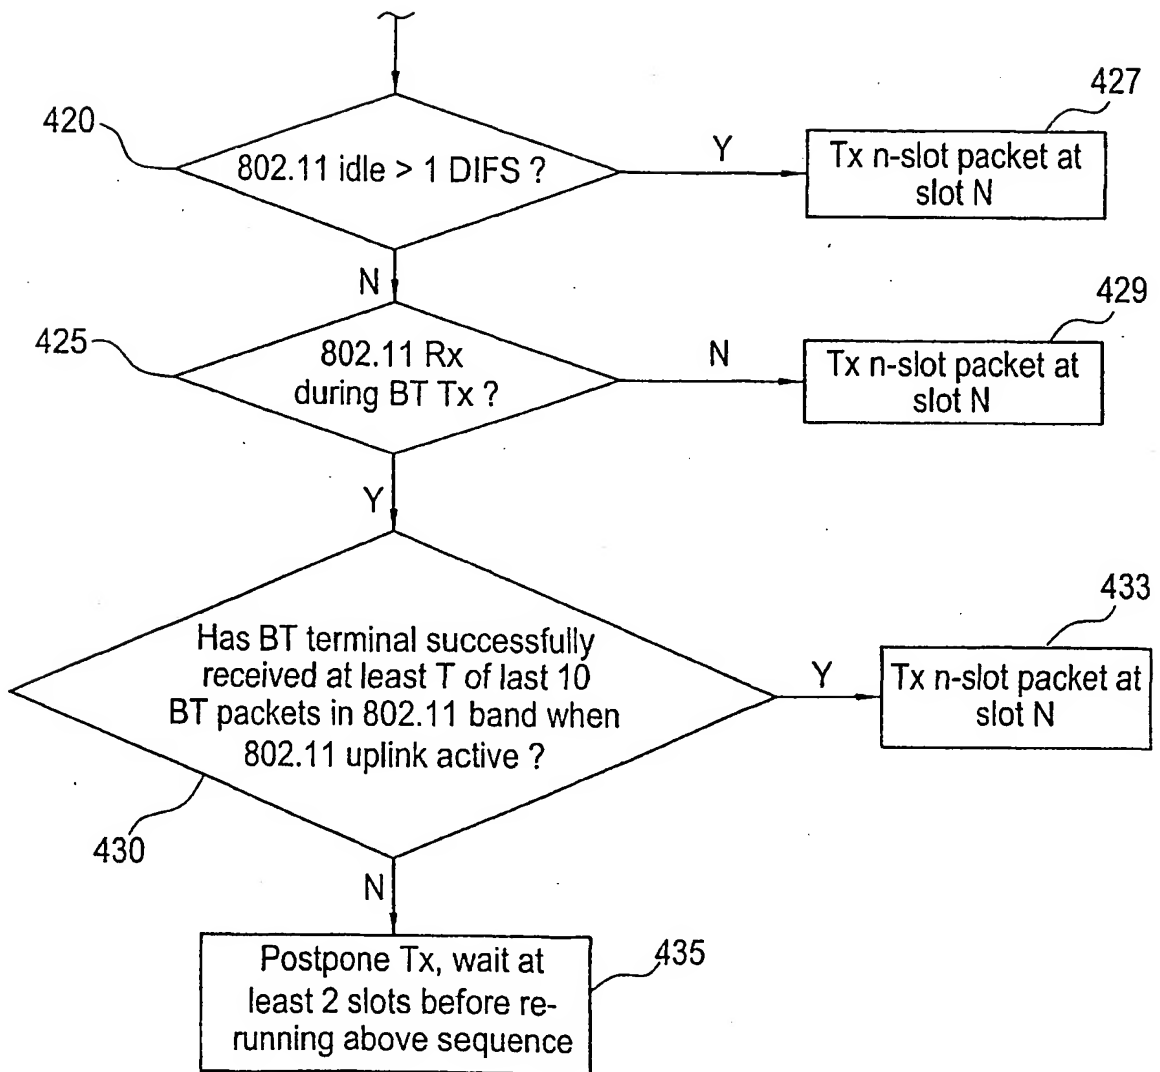 427
420
802.11 idle > 1 DIFS ?
Y
Tx n-slot packet at
slot N
N
429
425
802.11 Rx
during BT Tx ?
N
Tx n-slot packet at
slot N
Y
433
Has BT terminal successfully
received at least T of last 10
BT packets in 802.11 band when
802.11 uplink active ?
Y
Tx n-slot packet at
slot N
430
N
Postpone Tx, wait at
least 2 slots before re-
running above sequence
435